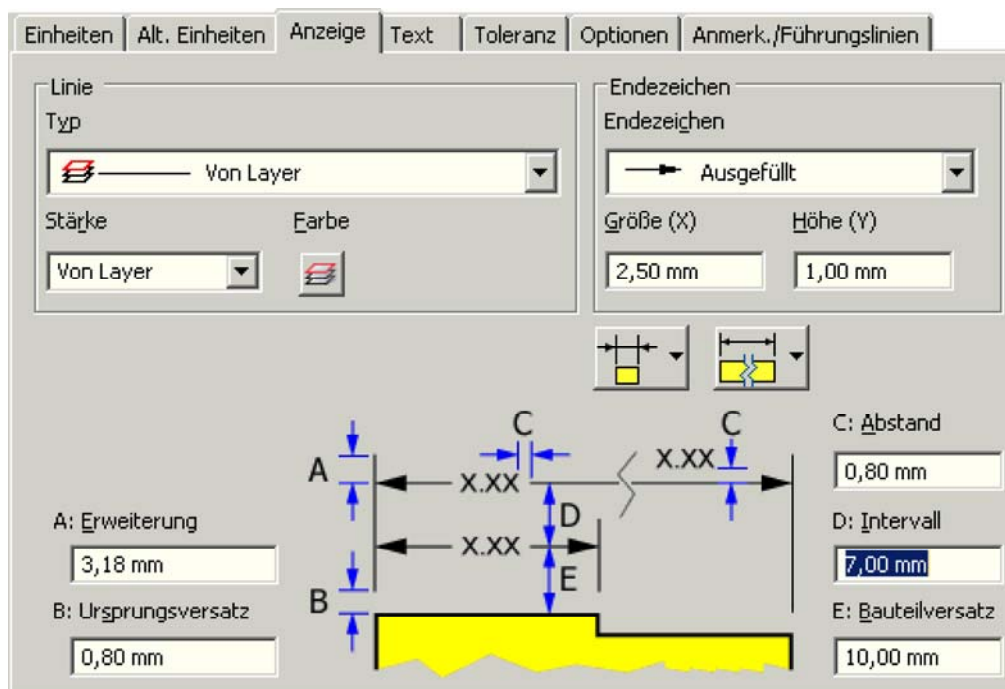 Einheiten Alt. Einheiten Anzeige Text Toleranz Optionen Anmerk./Führungslinien
Linie
Typ
Von Layer
Stärke Farbe
Von Layer
Endezeichen
Endezeichen
Ausgefüllt
Größe (X) Höhe (Y)
2,50 mm 1,00 mm
A: Erweiterung
3,18 mm
B: Ursprungsversatz
0,80 mm
C C
A X.XX X.XX
D
X.XX
B E
C: Abstand
0,80 mm
D: Intervall
7,00 mm
E: Bauteilversatz
10,00 mm